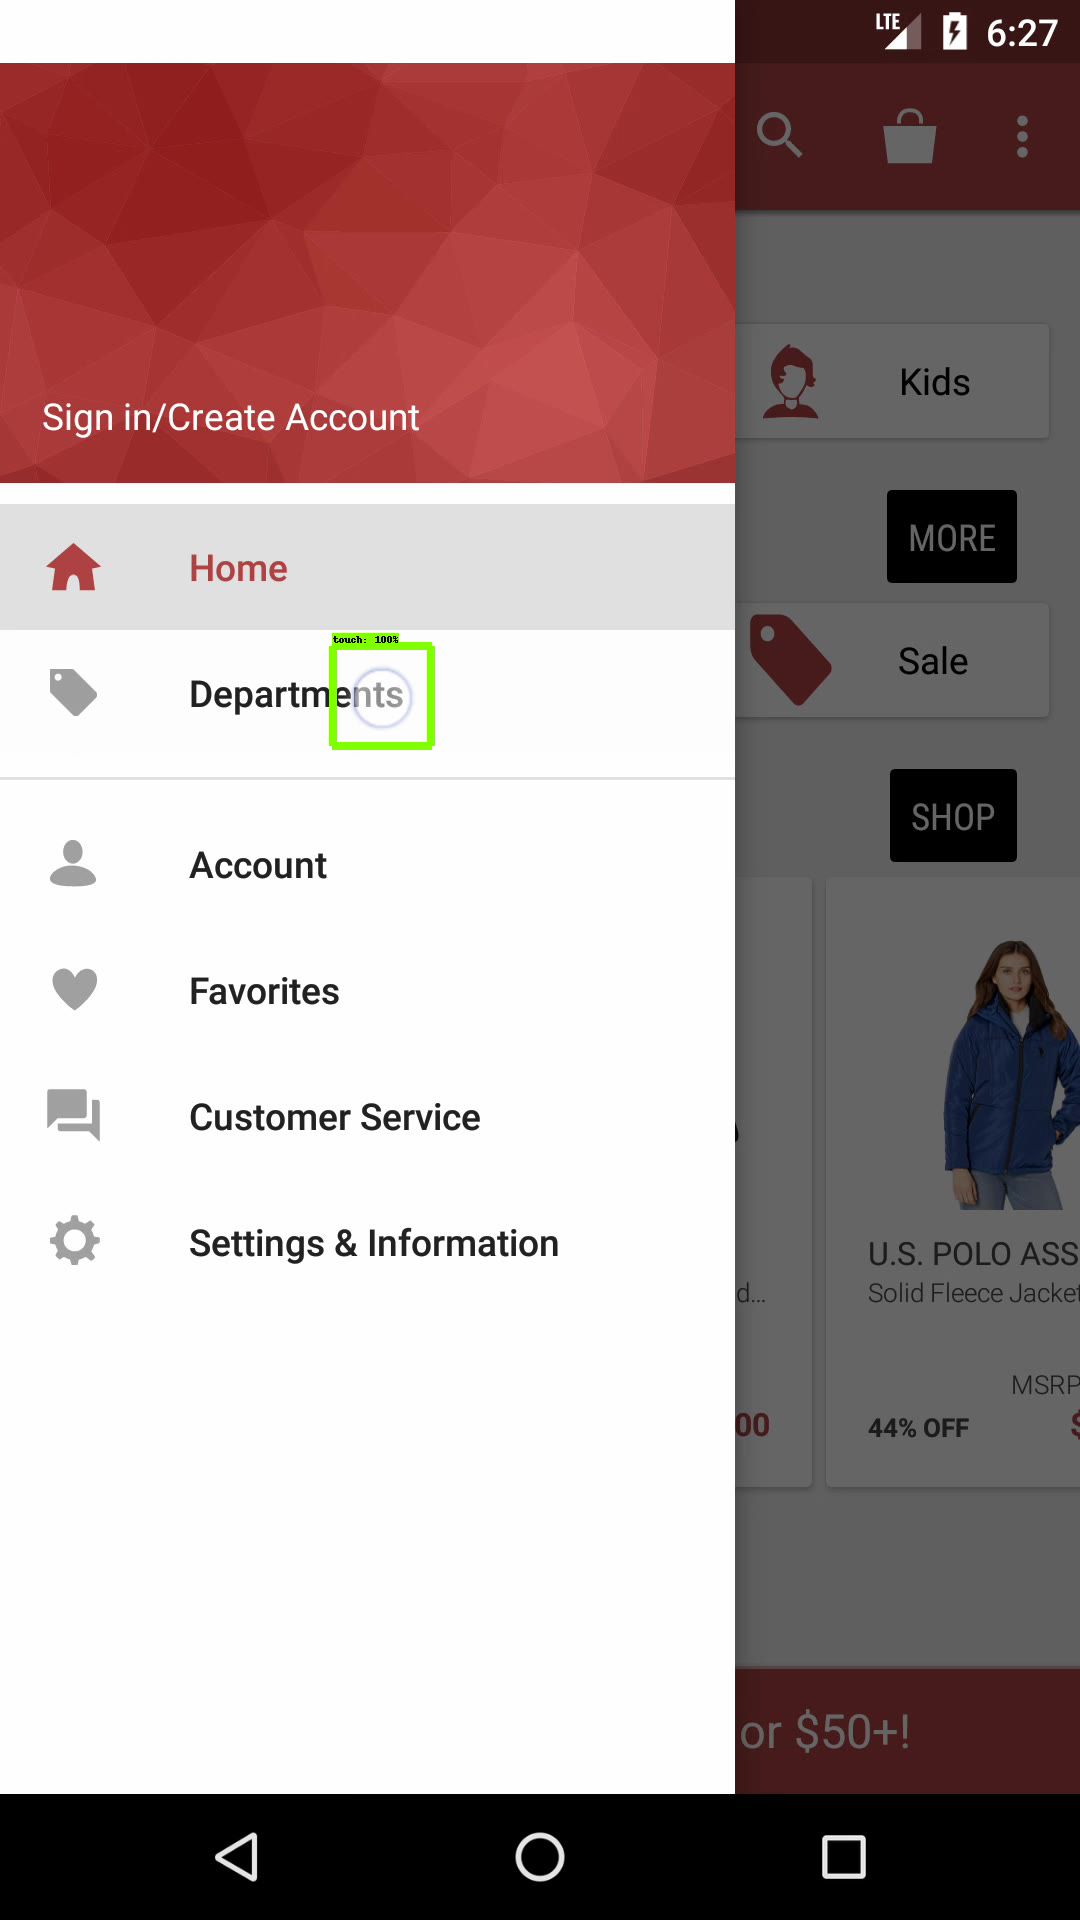 LTE 6:27
Sign in/Create Account
Kids
Home
MORE
touch: 100%
Departments
Sale
SHOP
Account
Favorites
Customer Service
Settings & Information
U.S. POLO ASS
d... Solid Fleece Jacket
MSRP
00 44% OFF $
or $50+!